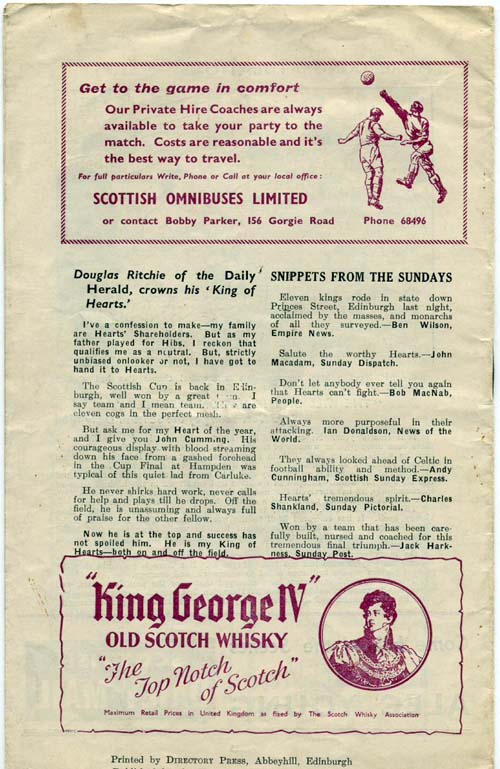 Get to the game in comfort
Our Private Hire Coaches are always
available to take your party to the
match. Costs are reasonable and it's
the best way to travel.
For full particulars Write, Phone or Call at your local office:
SCOTTISH OMNIBUSES LIMITED
or contact Bobby Parker, 156 Gorgie Road Phone 68496
Douglas Ritchie of the Daily
Herald, crowns his 'King of
Hearts.'
I've a confession to make—my family
are Hearts' Shareholders. But as my
father played for Hibs, I reckon that
qualifies me as a neutral. But, strictly
unbiased onlooker or not, I have got to
hand it to Hearts.
The Scottish Cup is back in Edin-
burgh, well won by a great I
say team and I mean team. are
eleven cogs in the perfect mesh.
But ask me for my Heart of the year,
and I give you John Cumming. His
courageous display with blood streaming
down his face from a gashed forehead
in the Cup Final at Hampden was
typical of this quiet lad from Carluke.
He never shirks hard work, never calls
for help and plays till he drops. Off the
field, he is unassuming and always full
of praise for the other fellow.
Now he is at the top and success has
not spoiled him. He is my King of
Hearts—both on and off the field.
SNIPPETS FROM THE SUNDAYS
Eleven kings rode in state down
Princes Street, Edinburgh last night,
acclaimed by the masses, and monarchs
of all they surveyed.—Ben Wilson,
Empire News.
Salute the worthy Hearts.—John
Macadam, Sunday Dispatch.
Don't let anybody ever tell you again
that Hearts can't fight.—Bob MacNab,
People.
Always more purposeful in their
attacking. Ian Donaldson, News of the
World.
They always looked ahead of Celtic in
football ability and method.—Andy
Cunningham, Scottish Sunday Express.
Hearts' tremendous spirit.—Charles
Shankland, Sunday Pictorial.
Won by a team that has been care-
fully built, nursed and coached for this
tremendous final triumph.—Jack Hark-
ness, Sunday Post.
"King George IV"
OLD SCOTCH WHISKY
"The
Top Notch
of Scotch"
Maximum Retail Prices in United Kingdom as fixed by The Scotch Whisky Association
Printed by DIRECTORY PRESS, Abbeyhill, Edinburgh